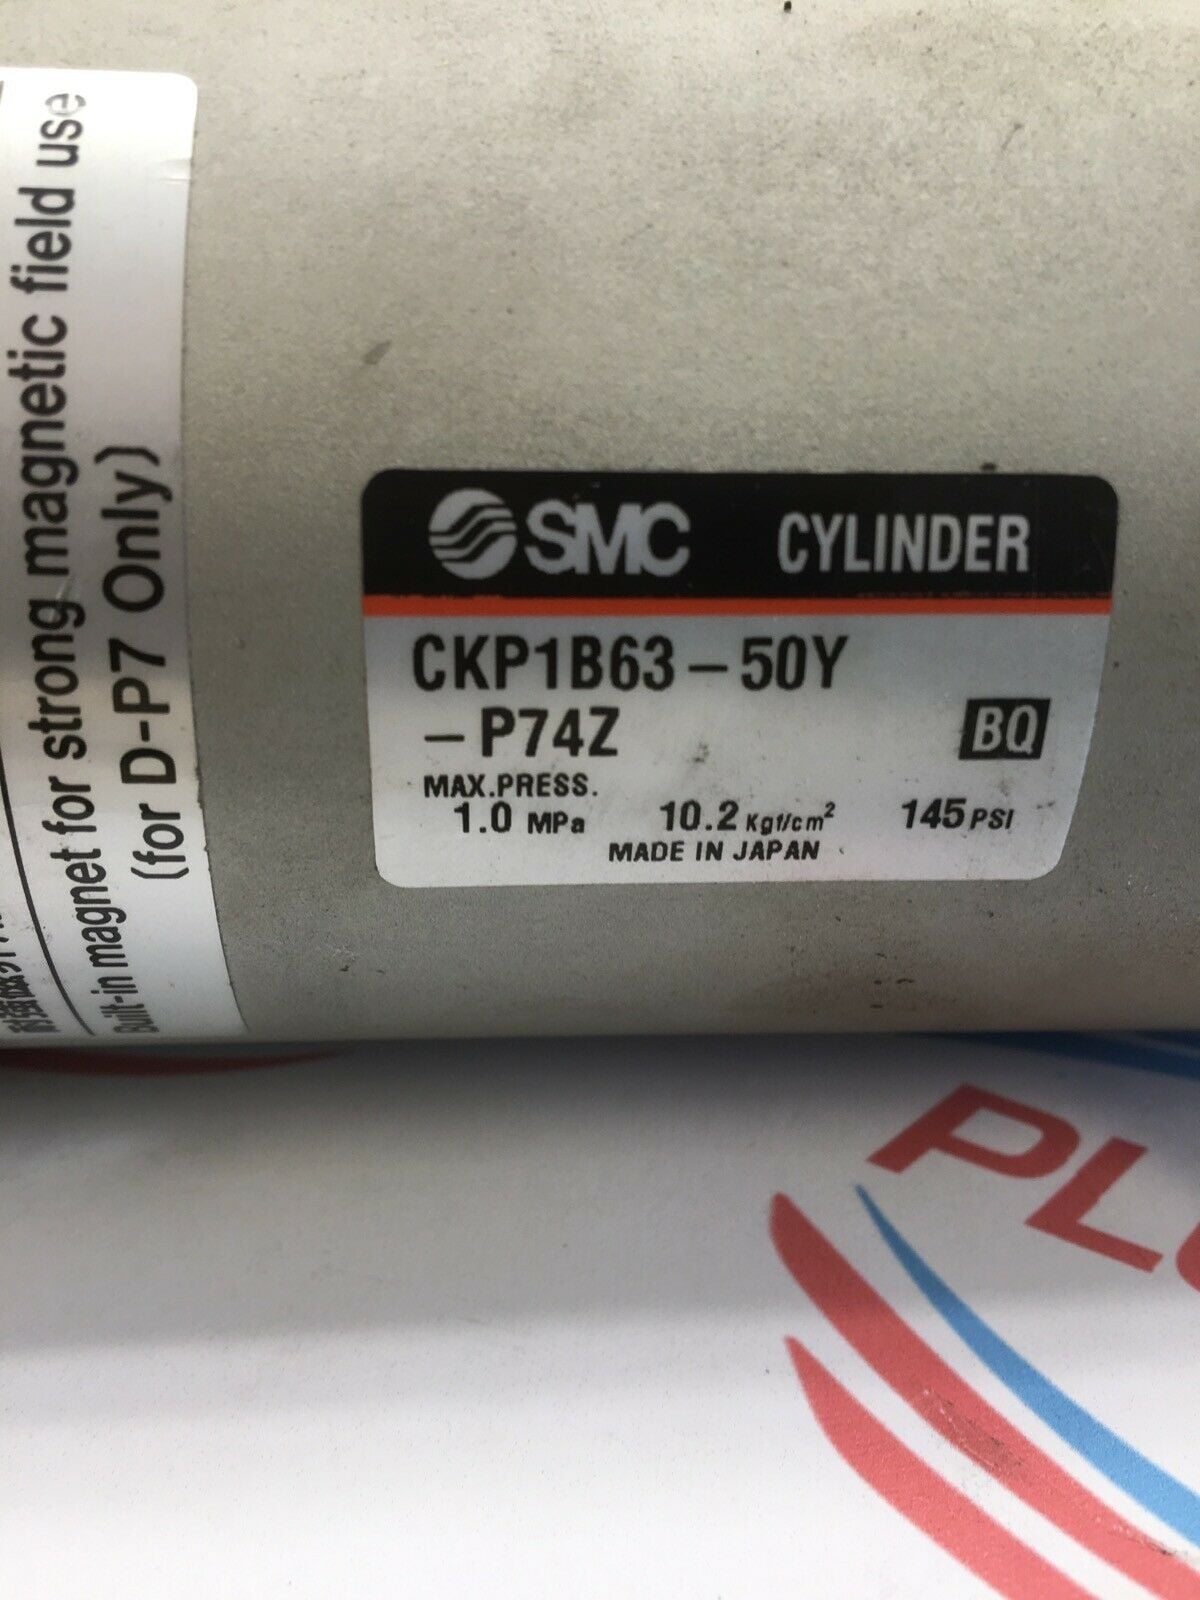 Built-in magnet for strong magnetic field use
(for D-P7 Only)
SMC CYLINDER
CKP1B63-50Y
-P74Z BQ
MAX.PRESS.
1.0 MPa 10.2 Kgf/cm² 145 PSI
MADE IN JAPAN